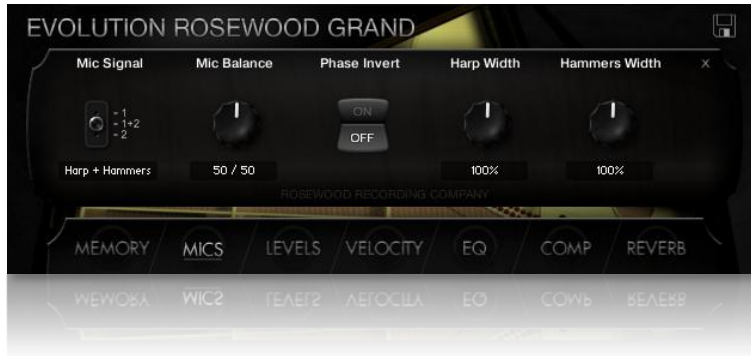 EVOLUTION ROSEWOOD GRAND
Mic Signal Mic Balance Phase Invert Harp Width Hammers Width x
- 1
- 1+2
- 2
ON
OFF
Harp + Hammers 50 / 50 100% 100%
ROSEWOOD RECORDING COMPANY
MEMORY MICS LEVELS VELOCITY EQ COMP REVERB